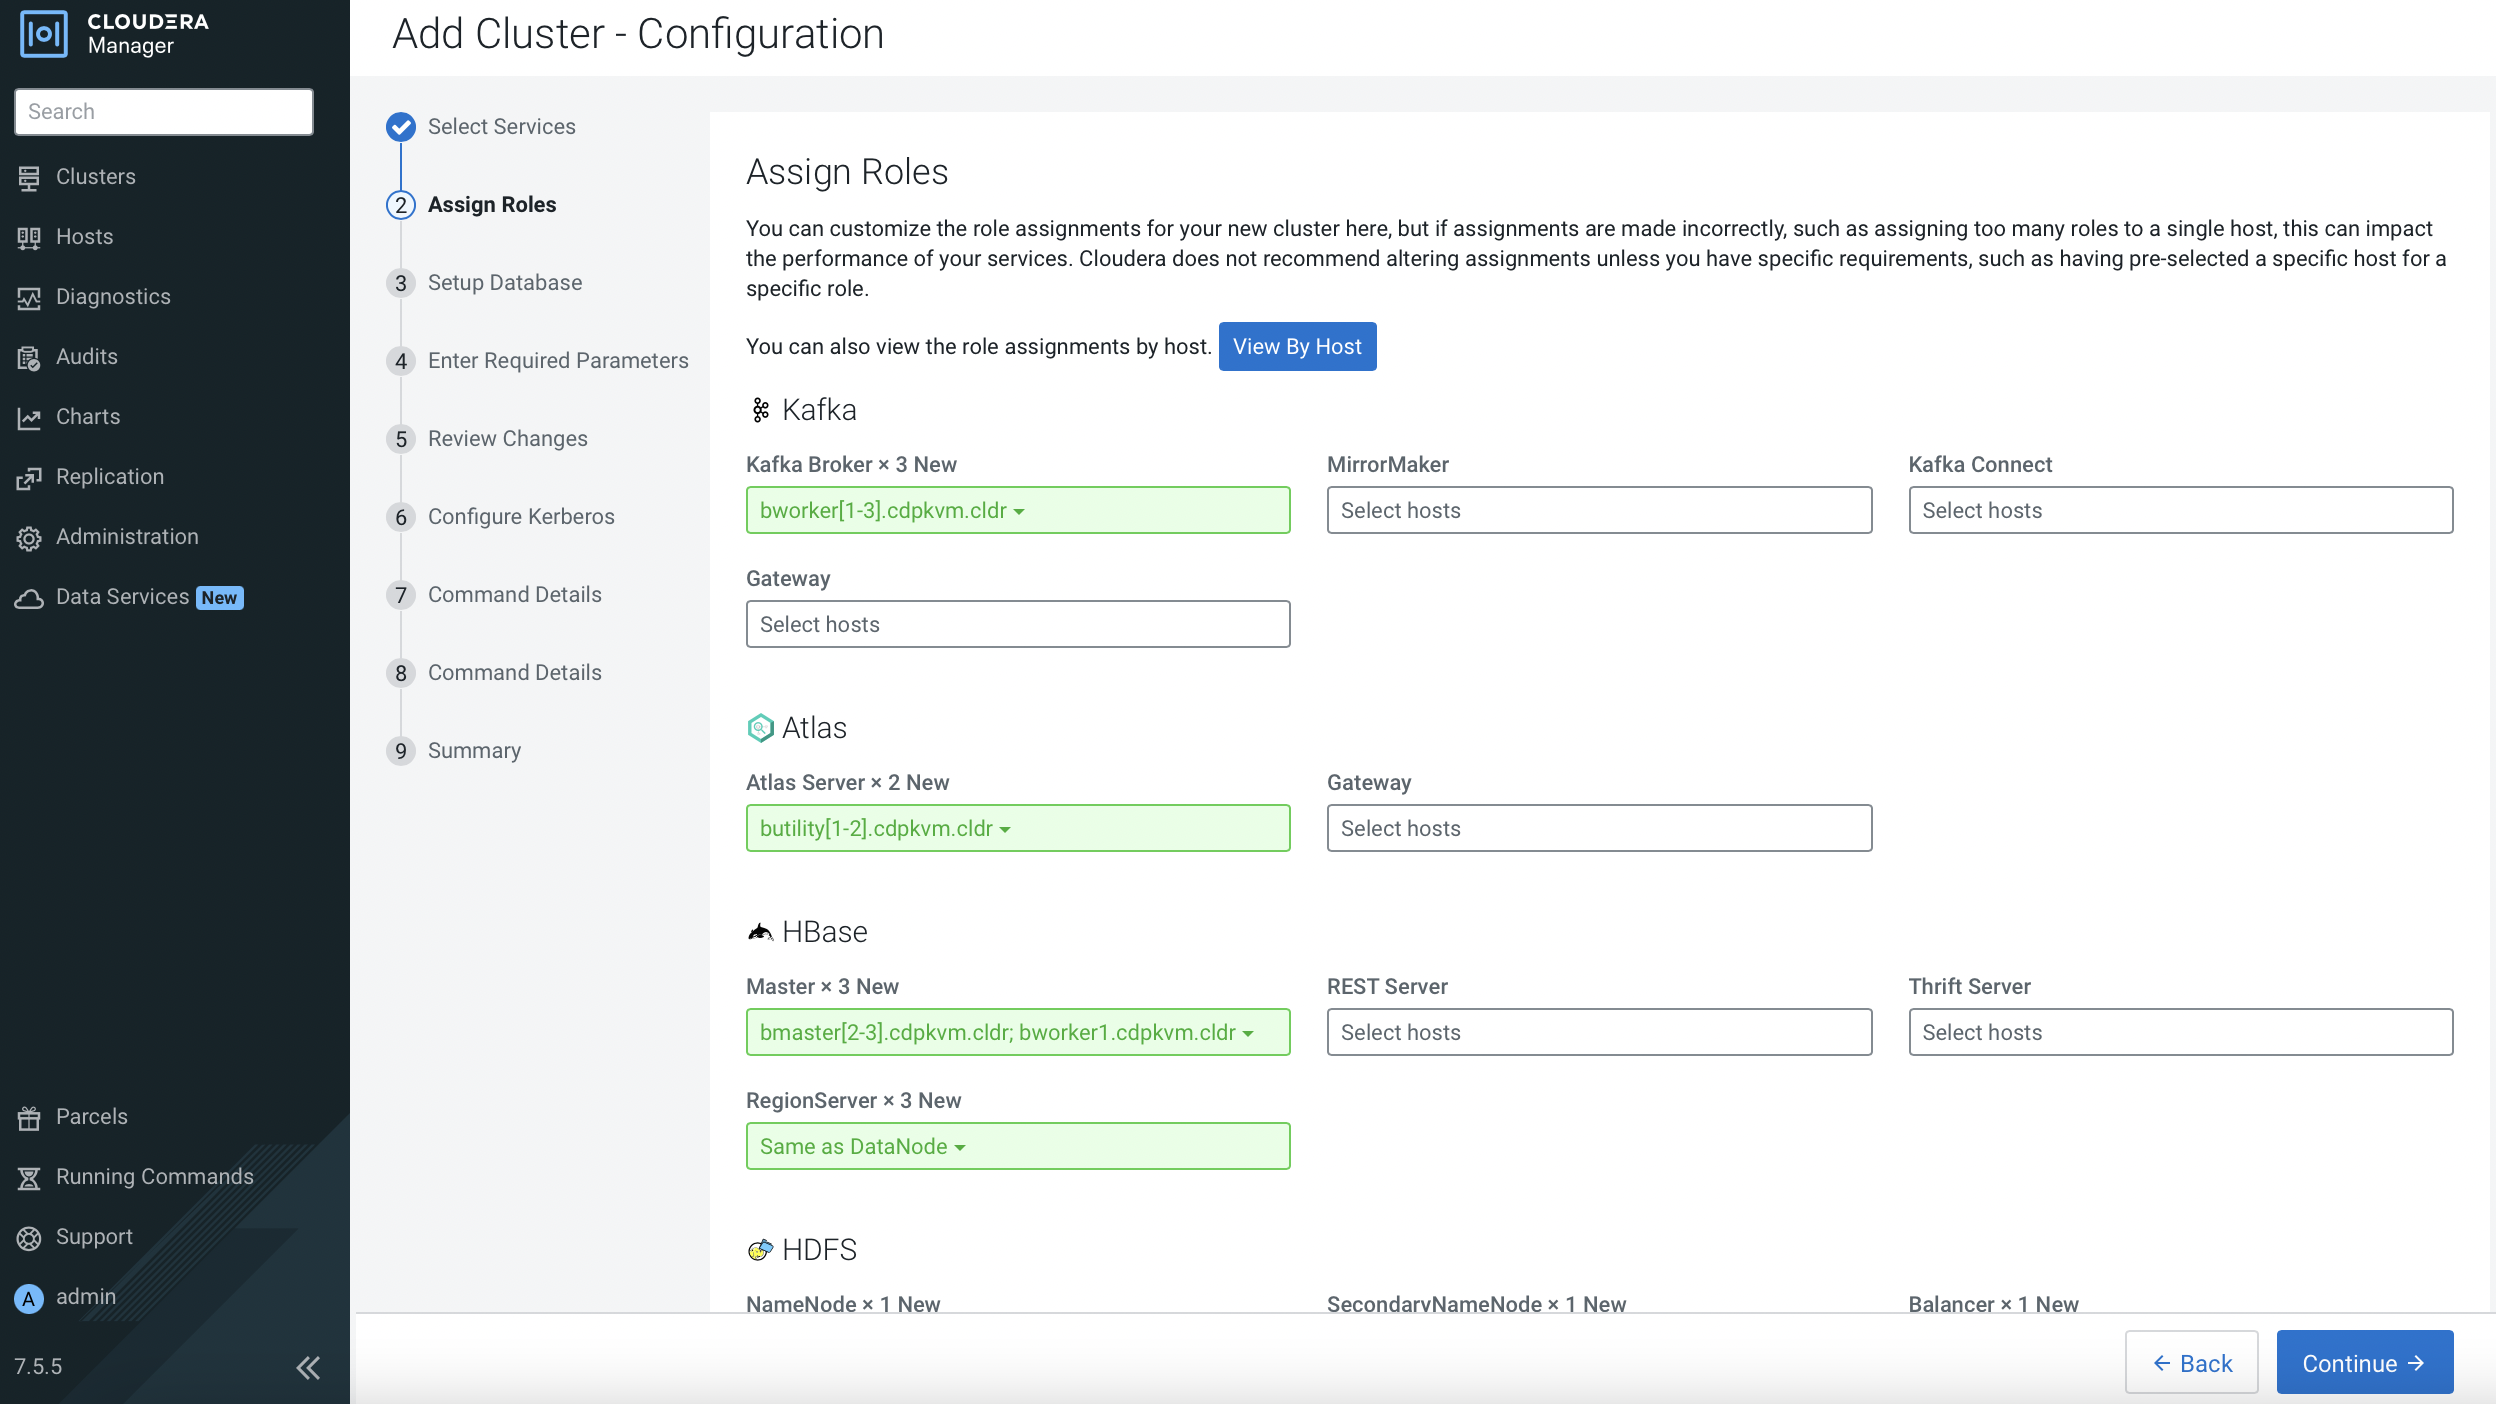 CLOUDERA
Manager
Search
Clusters
Hosts
Diagnostics
Audits
Charts
Replication
Administration
Data Services New
Parcels
Running Commands
Support
A admin
7.5.5
Add Cluster - Configuration
Select Services
2 Assign Roles
3 Setup Database
4 Enter Required Parameters
5 Review Changes
6 Configure Kerberos
7 Command Details
8 Command Details
9 Summary
Assign Roles
You can customize the role assignments for your new cluster here, but if assignments are made incorrectly, such as assigning too many roles to a single host, this can impact
the performance of your services. Cloudera does not recommend altering assignments unless you have specific requirements, such as having pre-selected a specific host for a
specific role.
You can also view the role assignments by host. View By Host
Kafka
Kafka Broker × 3 New MirrorMaker Kafka Connect
bworker[1-3].cdpkvm.cldr Select hosts Select hosts
Gateway
Select hosts
Atlas
Atlas Server × 2 New Gateway
butility[1-2].cdpkvm.cldr Select hosts
HBase
Master × 3 New REST Server Thrift Server
bmaster[2-3].cdpkvm.cldr; bworker1.cdpkvm.cldr Select hosts Select hosts
RegionServer × 3 New
Same as DataNode
HDFS
NameNode × 1 New SecondaryNameNode × 1 New Balancer × 1 New
← Back Continue →